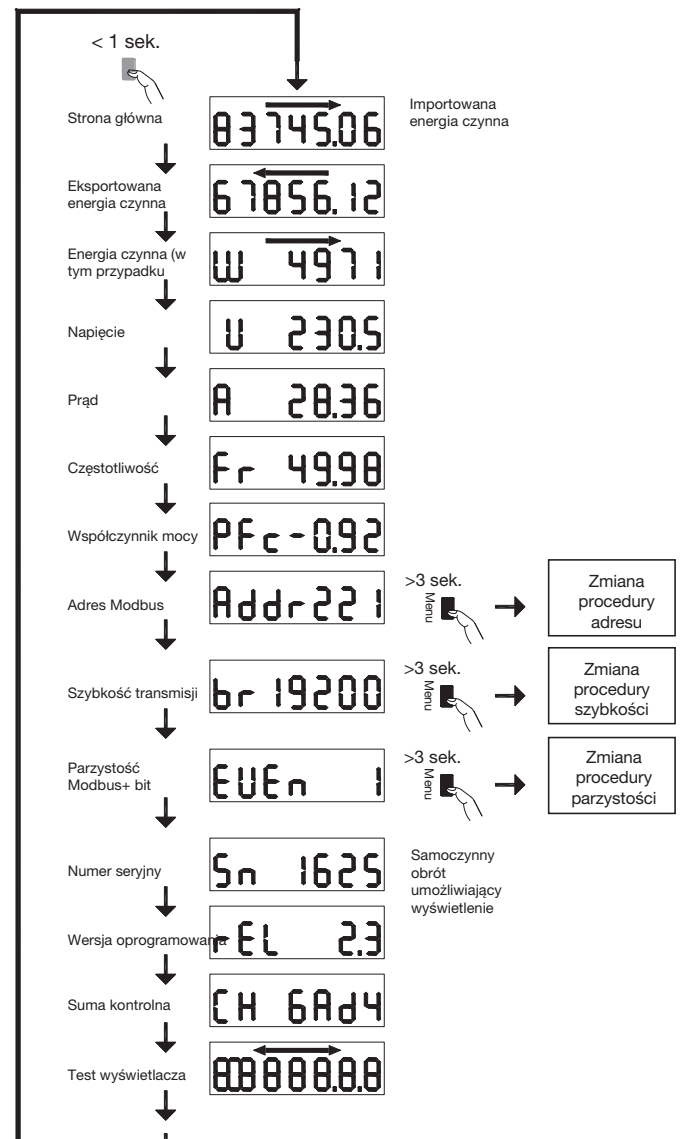 < 1 sek.
Strona główna
83745.06
Importowana
energia czynna
Eksportowana
energia czynna
67856.12
Energia czynna (w
tym przypadku
W 4971
Napięcie
U 230.5
Prąd
A 28.36
Częstotliwość
Fr 49.98
Współczynnik mocy
PFc-0.92
Adres Modbus
Addr221
>3 sek.
Menu
Zmiana
procedury
adresu
Szybkość transmisji
br 19200
>3 sek.
Menu
Zmiana
procedury
szybkości
Parzystość
Modbus+ bit
EUEn 1
>3 sek.
Menu
Zmiana
procedury
parzystości
Numer seryjny
Sn 1625
Samoczynny
obrót
umożliwiający
wyświetlenie
Wersja oprogramowania
rEL 2.3
Suma kontrolna
CH 6Ad4
Test wyświetlacza
888888.8.8